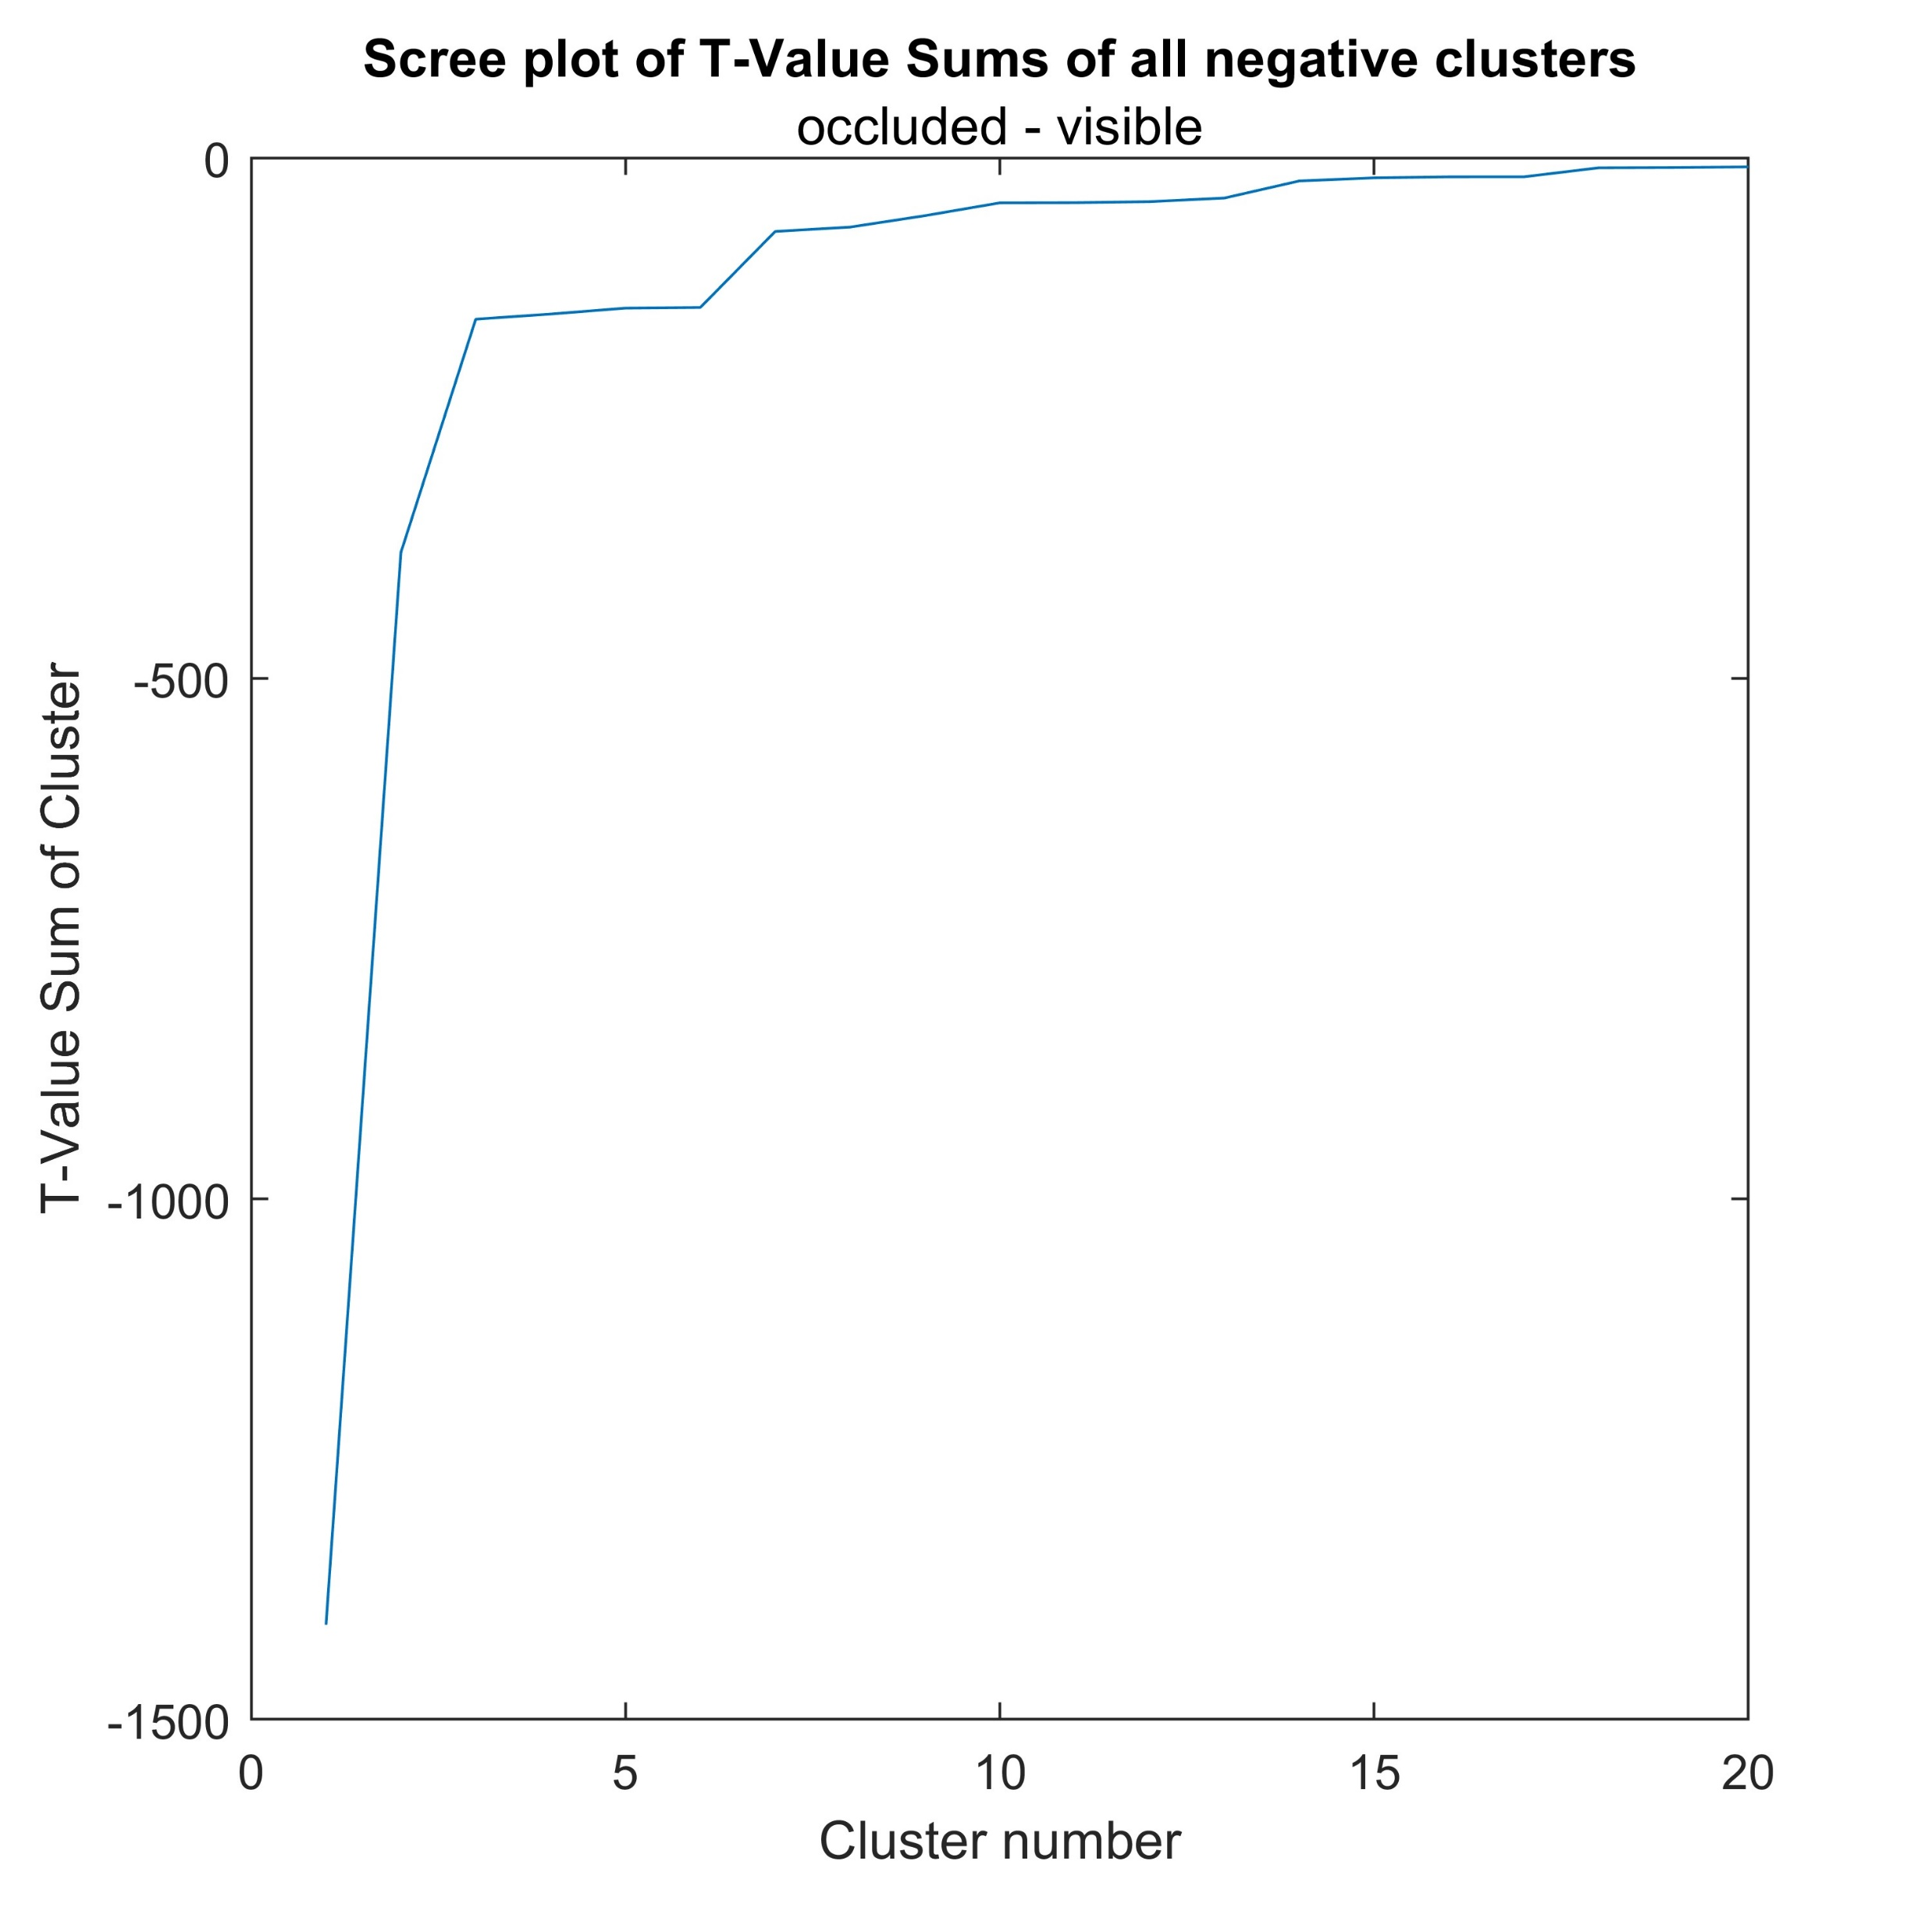 Scree plot of T-Value Sums of all negative clusters
occluded - visible
T-Value Sum of Cluster
0
-500
-1000
-1500
0 5 10 15 20
Cluster number